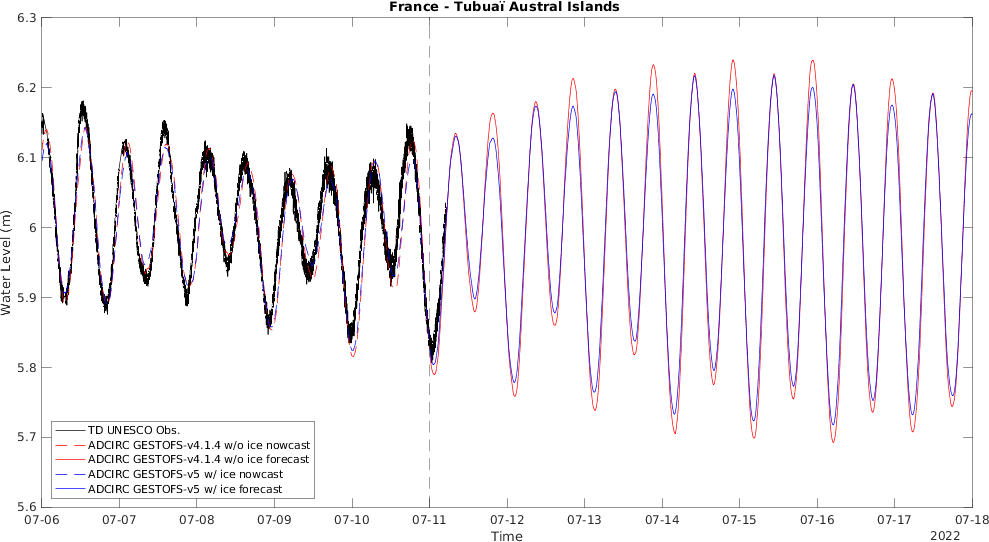 France - Tubuaï Austral Islands
6.3
6.2
6.1
6
5.9
5.8
5.7
5.6
Water Level (m)
TD UNESCO Obs.
ADCIRC GESTOFS-v4.1.4 w/o ice nowcast
ADCIRC GESTOFS-v4.1.4 w/o ice forecast
ADCIRC GESTOFS-v5 w/ ice nowcast
ADCIRC GESTOFS-v5 w/ ice forecast
07-06 07-07 07-08 07-09 07-10 07-11 07-12 07-13 07-14 07-15 07-16 07-17 07-18
Time
2022